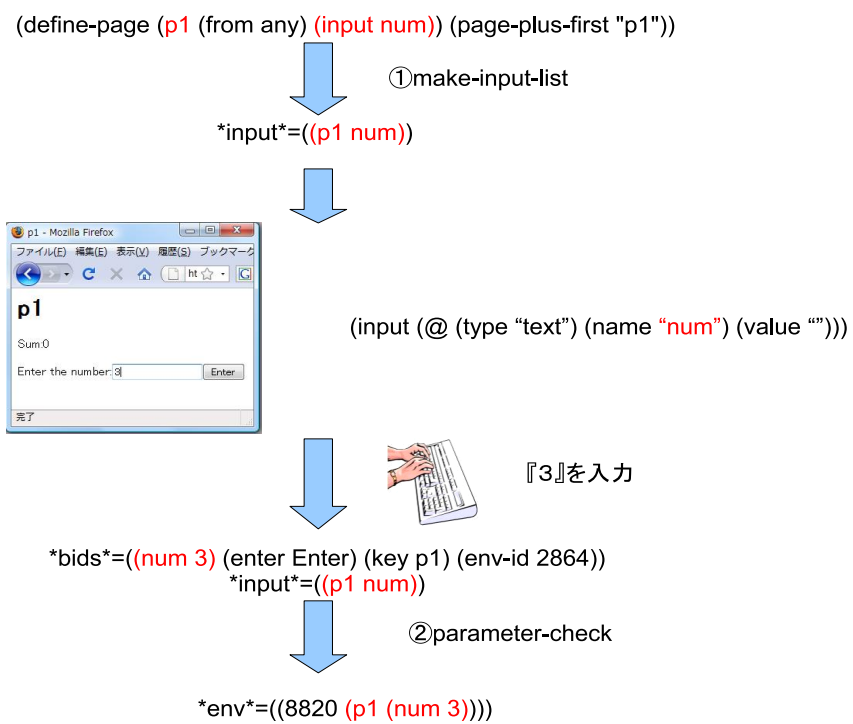 (define-page (p1 (from any) (input num)) (page-plus-first "p1"))
①make-input-list
*input*=((p1 num))
p1 - Mozilla Firefox
ファイル(F) 編集(E) 表示(V) 履歴(S) ブックマーク
ht
p1
Sum:0
Enter the number:3 Enter
完了
(input (@ (type “text”) (name “num”) (value “”)))
『3』を入力
*bids*=((num 3) (enter Enter) (key p1) (env-id 2864))
*input*=((p1 num))
②parameter-check
*env*=((8820 (p1 (num 3))))